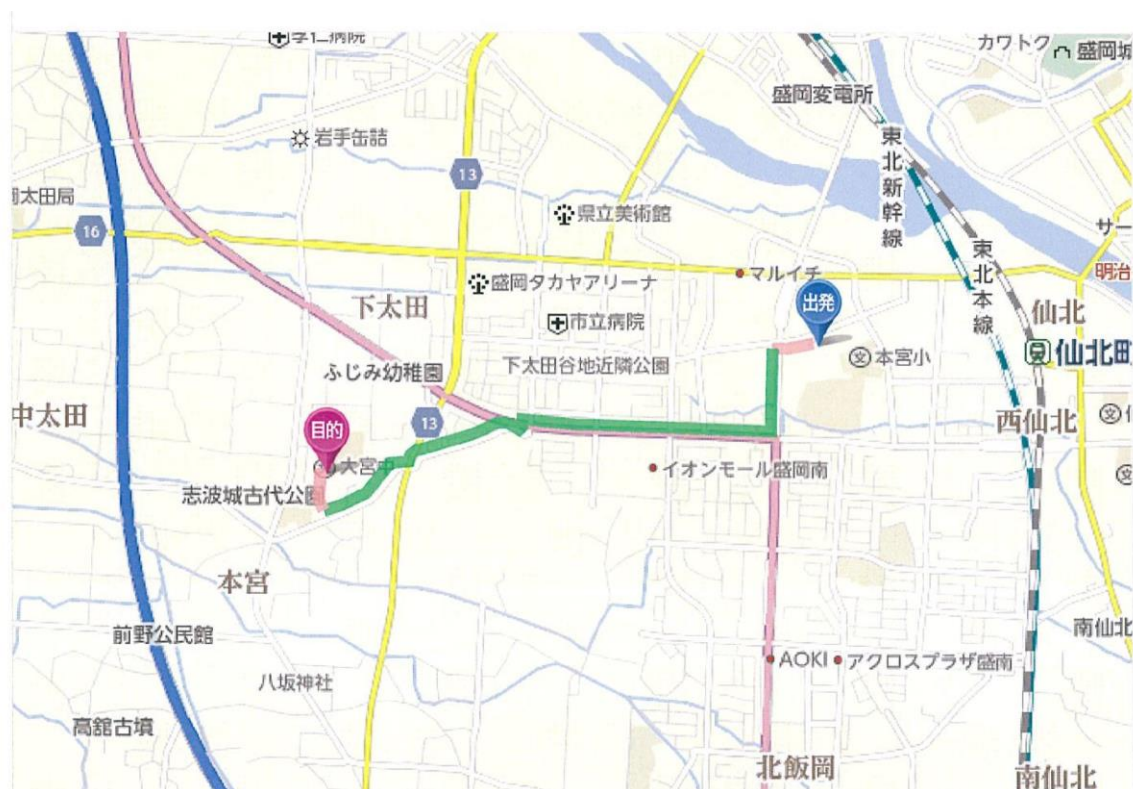 孝仁病院
カワトク
盛岡城
盛岡変電所
岩手缶詰
東北新幹線
13
岡太田局
県立美術館
16
サー
東北本線
マルイチ
明治
盛岡タカヤアリーナ
出発
下太田
仙北
市立病院
本宮小
仙北町
下太田谷地近隣公園
ふじみ幼稚園
中太田
目的
13
西仙北
大宮中
イオンモール盛岡南
志波城古代公園
本宮
前野公民館
南仙北
AOKI
アクロスプラザ盛南
八坂神社
高舘古墳
北飯岡
南仙北